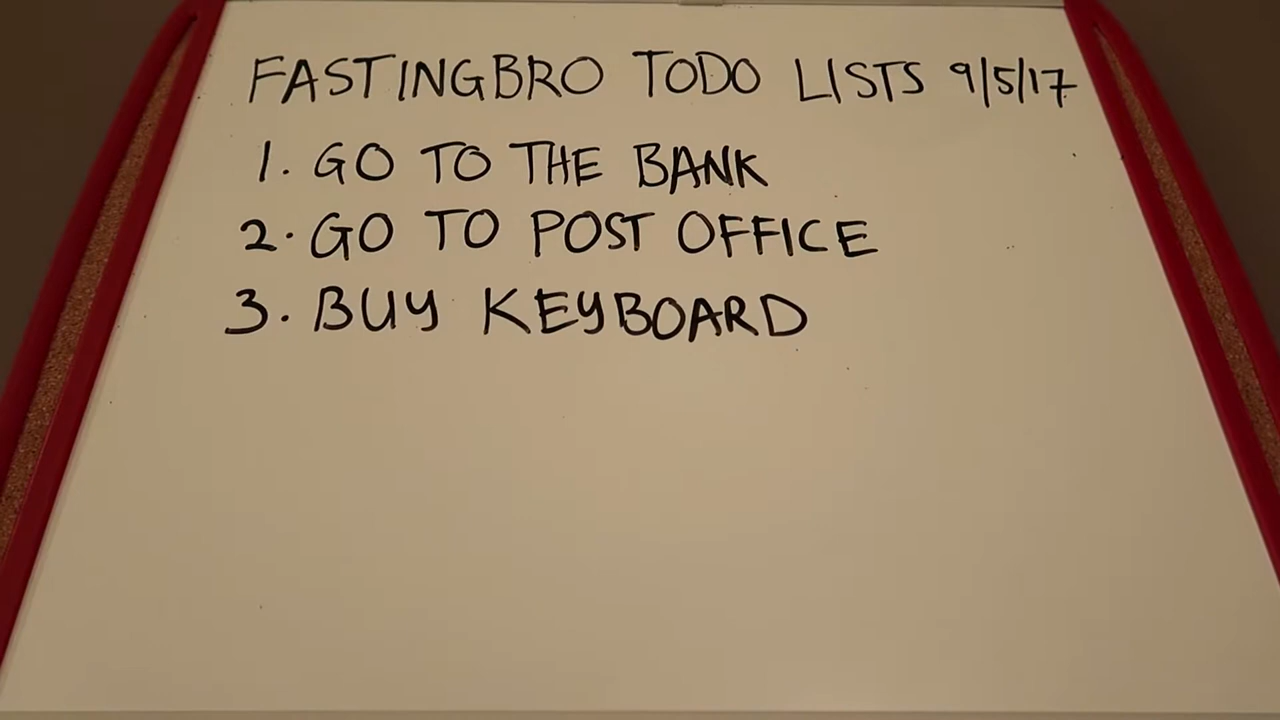 FASTINGBRO TODO LISTS 9/5/17
1. GO TO THE BANK
2. GO TO POST OFFICE
3. BUY KEYBOARD